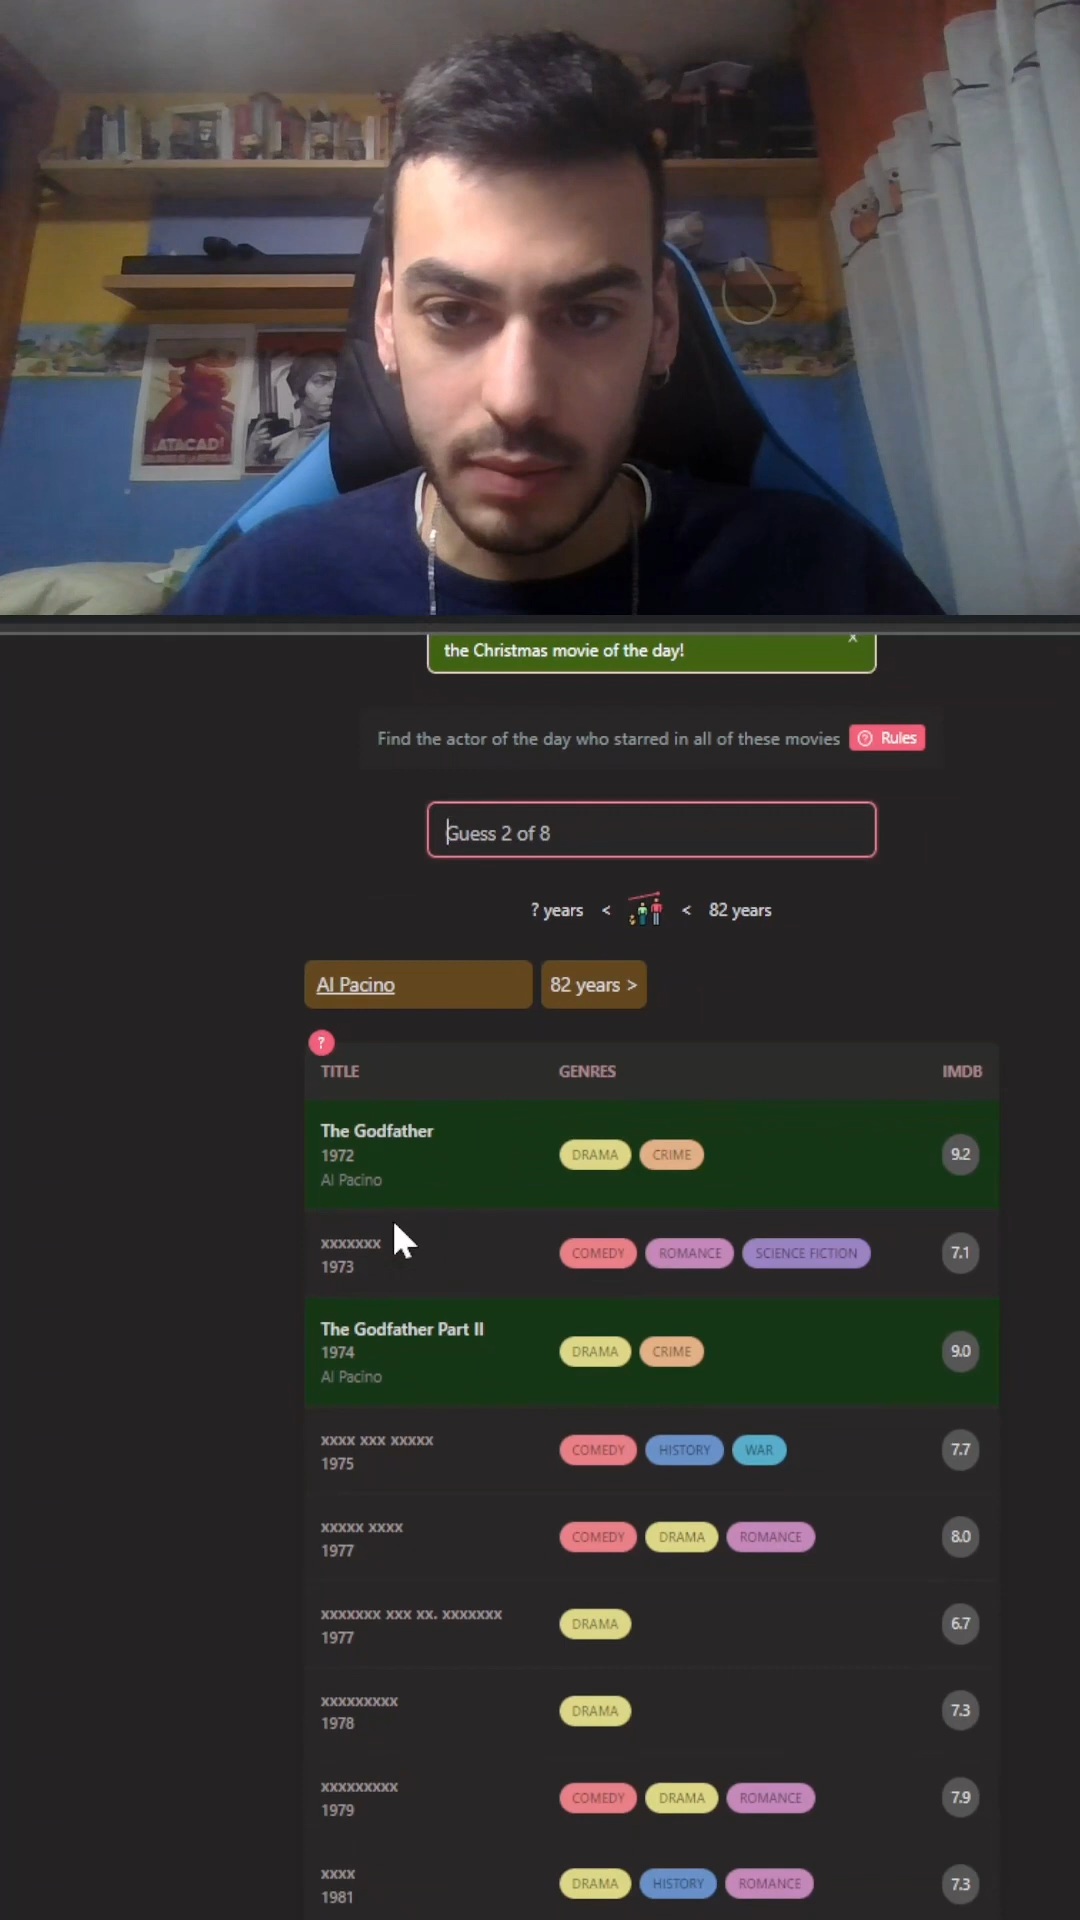 ¡ATACAD!
the Christmas movie of the day!
x
Find the actor of the day who starred in all of these movies
Rules
Guess 2 of 8
? years < < 82 years
Al Pacino
82 years >
?
TITLE GENRES IMDB
The Godfather
1972
Al Pacino
DRAMA CRIME
9.2
xxxxxxx
1973
COMEDY ROMANCE SCIENCE FICTION
7.1
The Godfather Part II
1974
Al Pacino
DRAMA CRIME
9.0
xxxx xxx xxxxx
1975
COMEDY HISTORY WAR
7.7
xxxxx xxxx
1977
COMEDY DRAMA ROMANCE
8.0
xxxxxxx xxx xx. xxxxxxx
1977
DRAMA
6.7
xxxxxxxxx
1978
DRAMA
7.3
xxxxxxxxx
1979
COMEDY DRAMA ROMANCE
7.9
xxxx
1981
DRAMA HISTORY ROMANCE
7.3